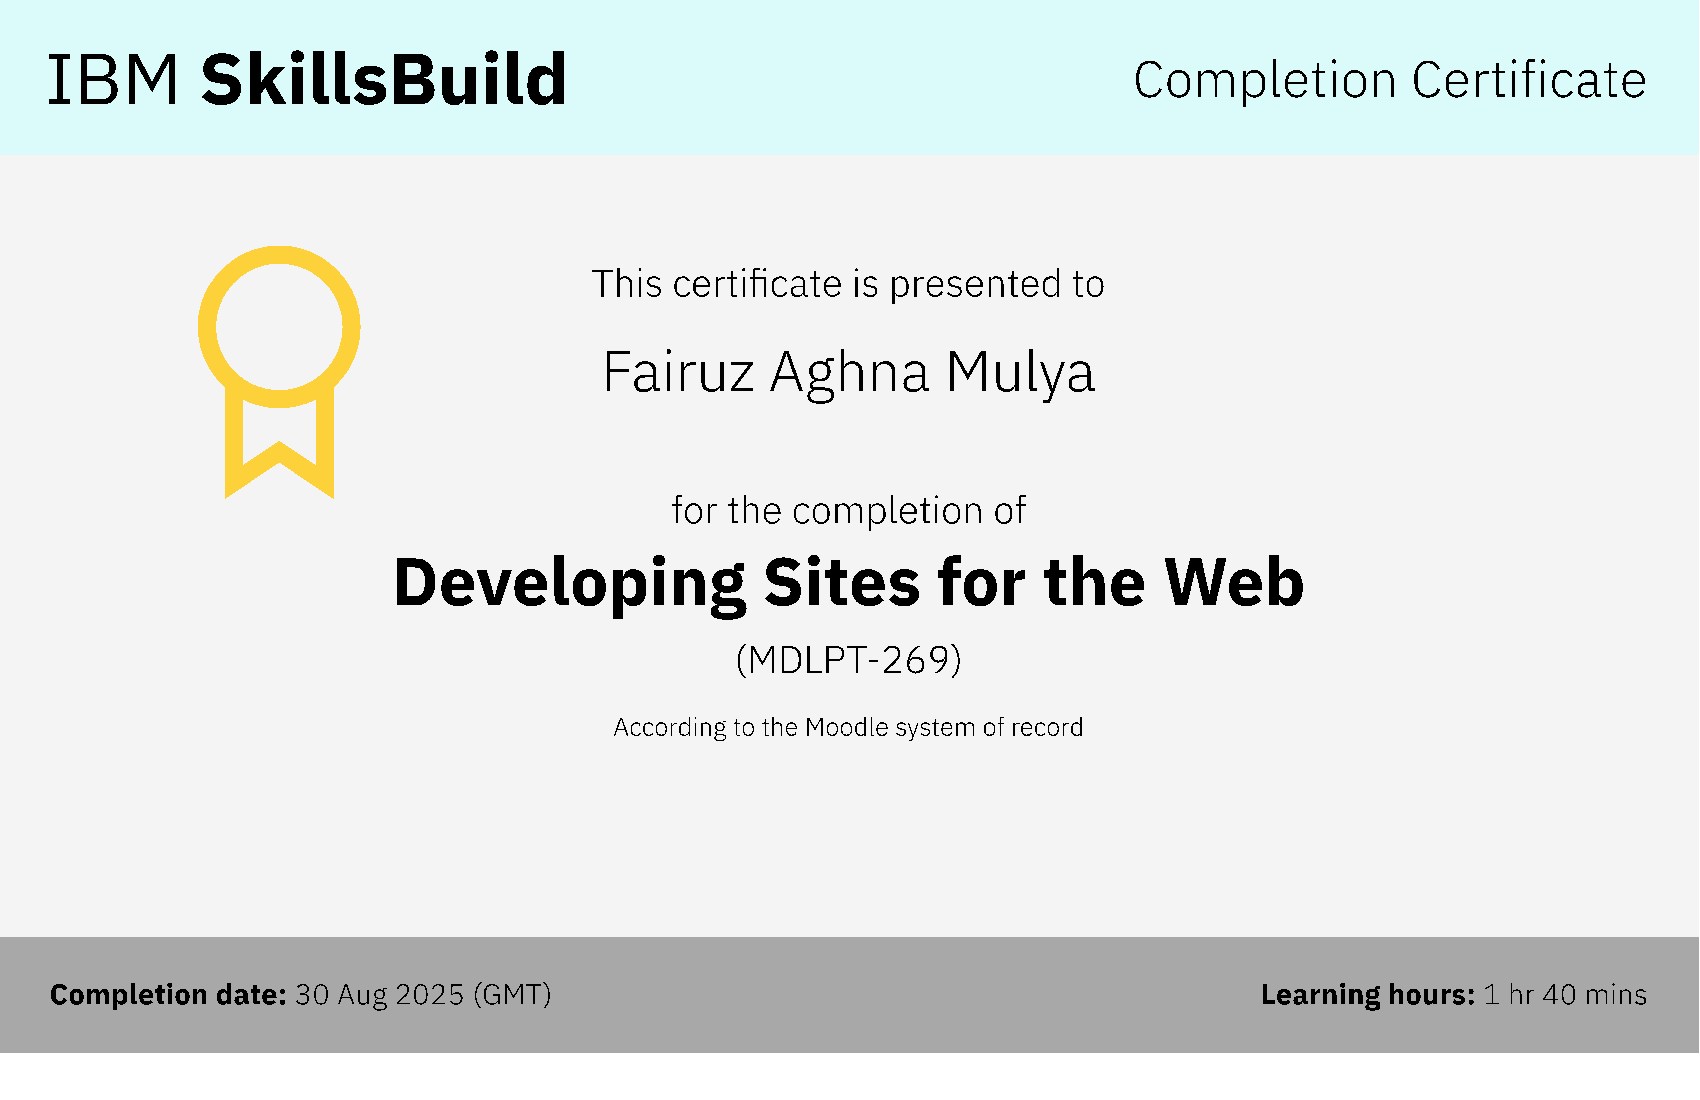 IBM SkillsBuild
Completion Certificate
This certificate is presented to
Fairuz Aghna Mulya
for the completion of
Developing Sites for the Web
(MDLPT-269)
According to the Moodle system of record
Completion date: 30 Aug 2025 (GMT)
Learning hours: 1 hr 40 mins